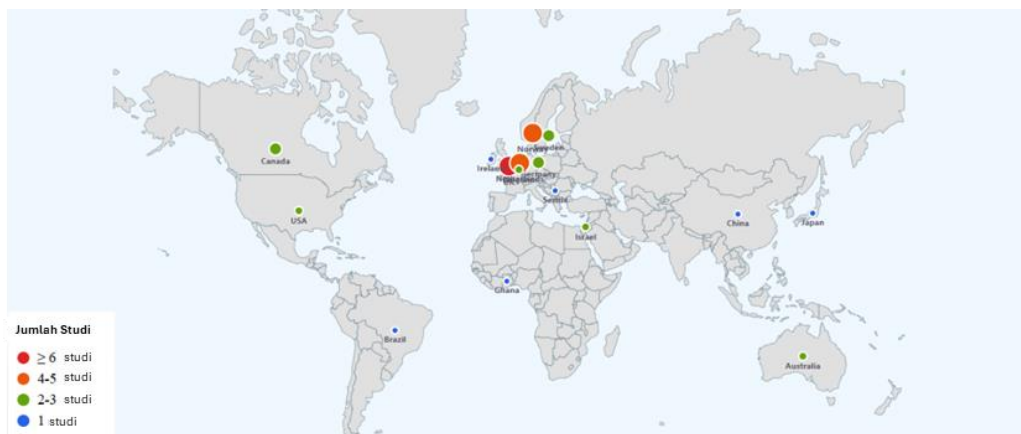 Canada
USA
Norway
Sweden
Ireland
Germany
Serbia
Israel
China
Japan
Ghana
Brazil
Australia
Jumlah Studi
≥ 6 studi
4-5 studi
2-3 studi
1 studi